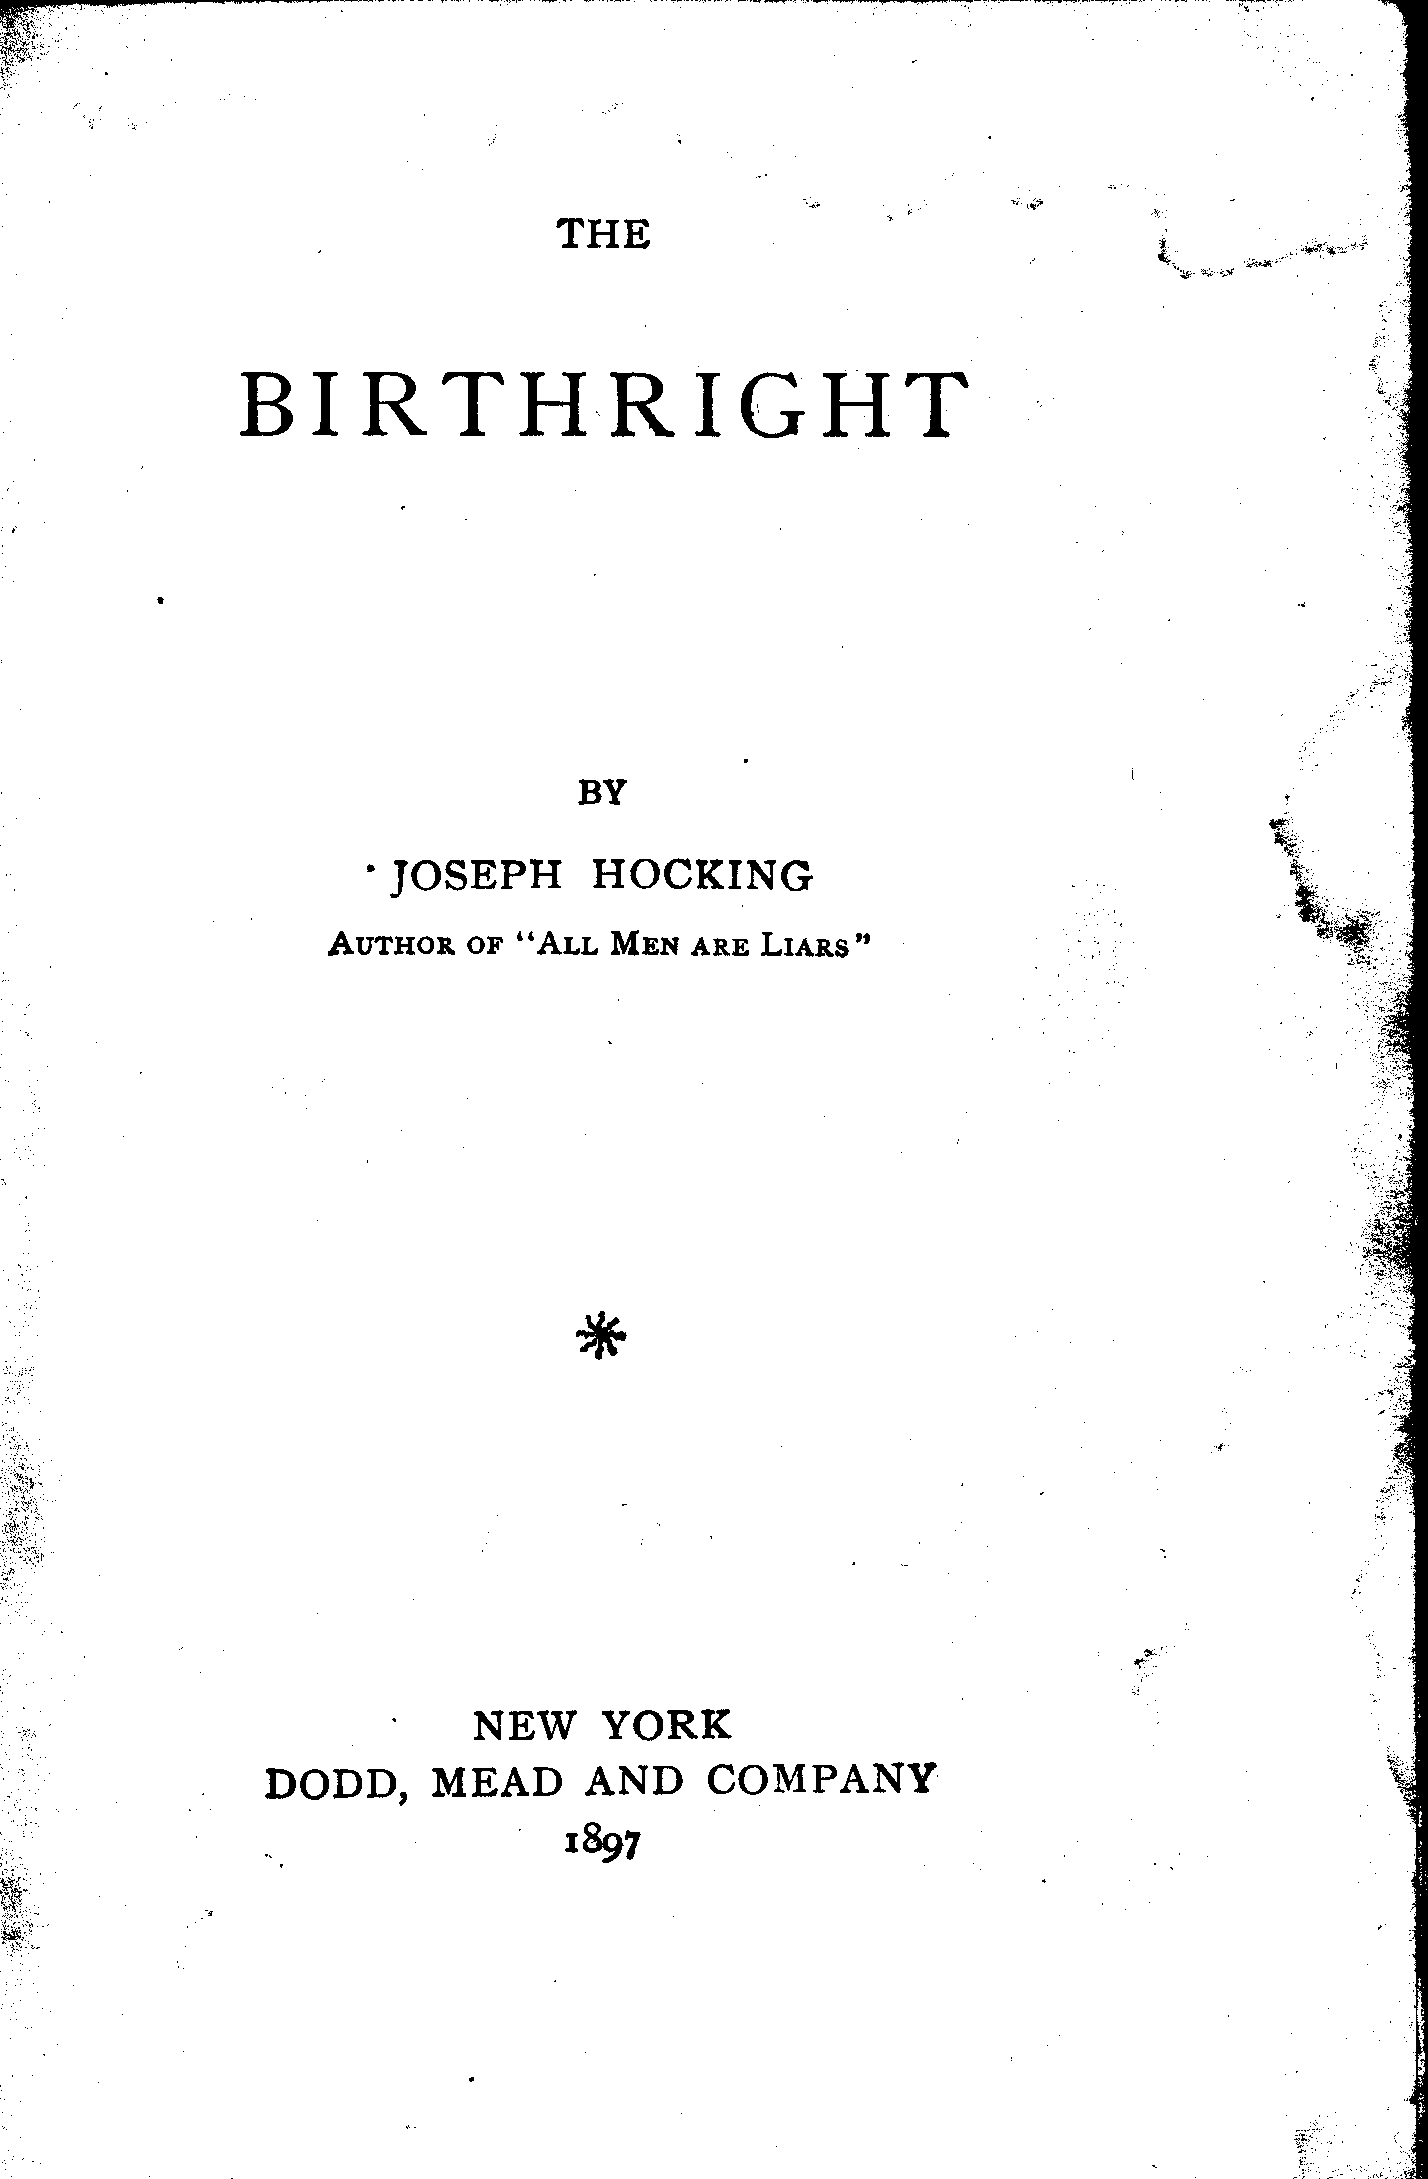 THE
BIRTHRIGHT
BY
JOSEPH HOCKING
AUTHOR OF "ALL MEN ARE LIARS"
NEW YORK
DODD, MEAD AND COMPANY
1897